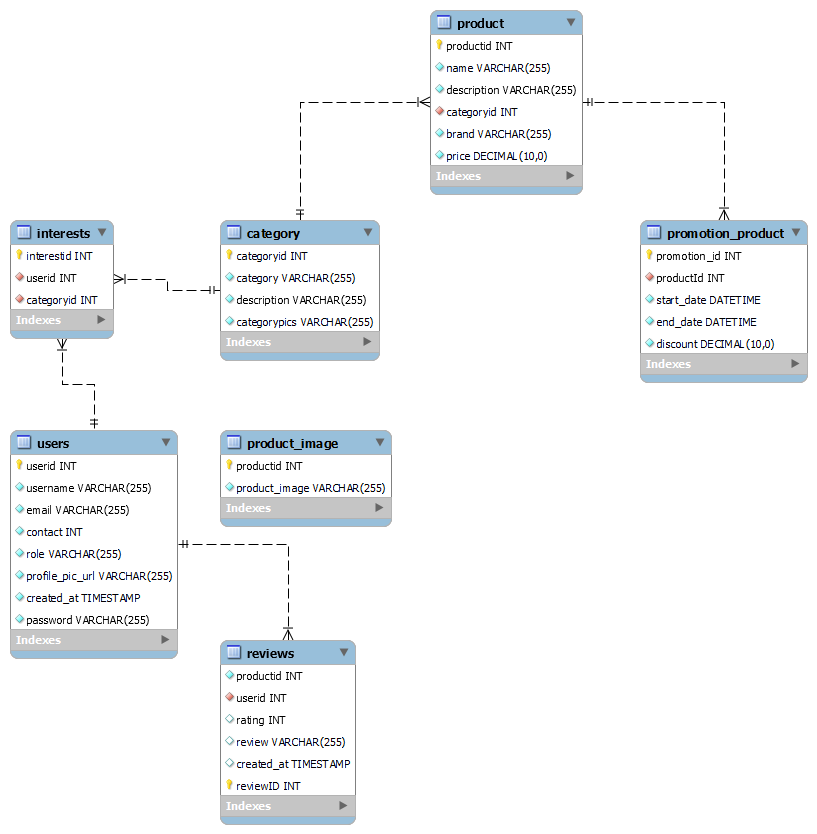 product
productid INT
name VARCHAR(255)
description VARCHAR(255)
categoryid INT
brand VARCHAR(255)
price DECIMAL(10,0)
Indexes
interests
interestid INT
userid INT
categoryid INT
Indexes
category
categoryid INT
category VARCHAR(255)
description VARCHAR(255)
categorypics VARCHAR(255)
Indexes
promotion_product
promotion_id INT
productId INT
start_date DATETIME
end_date DATETIME
discount DECIMAL(10,0)
Indexes
users
userid INT
username VARCHAR(255)
email VARCHAR(255)
contact INT
role VARCHAR(255)
profile_pic_url VARCHAR(255)
created_at TIMESTAMP
password VARCHAR(255)
Indexes
product_image
productid INT
product_image VARCHAR(255)
Indexes
reviews
productid INT
userid INT
rating INT
review VARCHAR(255)
created_at TIMESTAMP
reviewID INT
Indexes